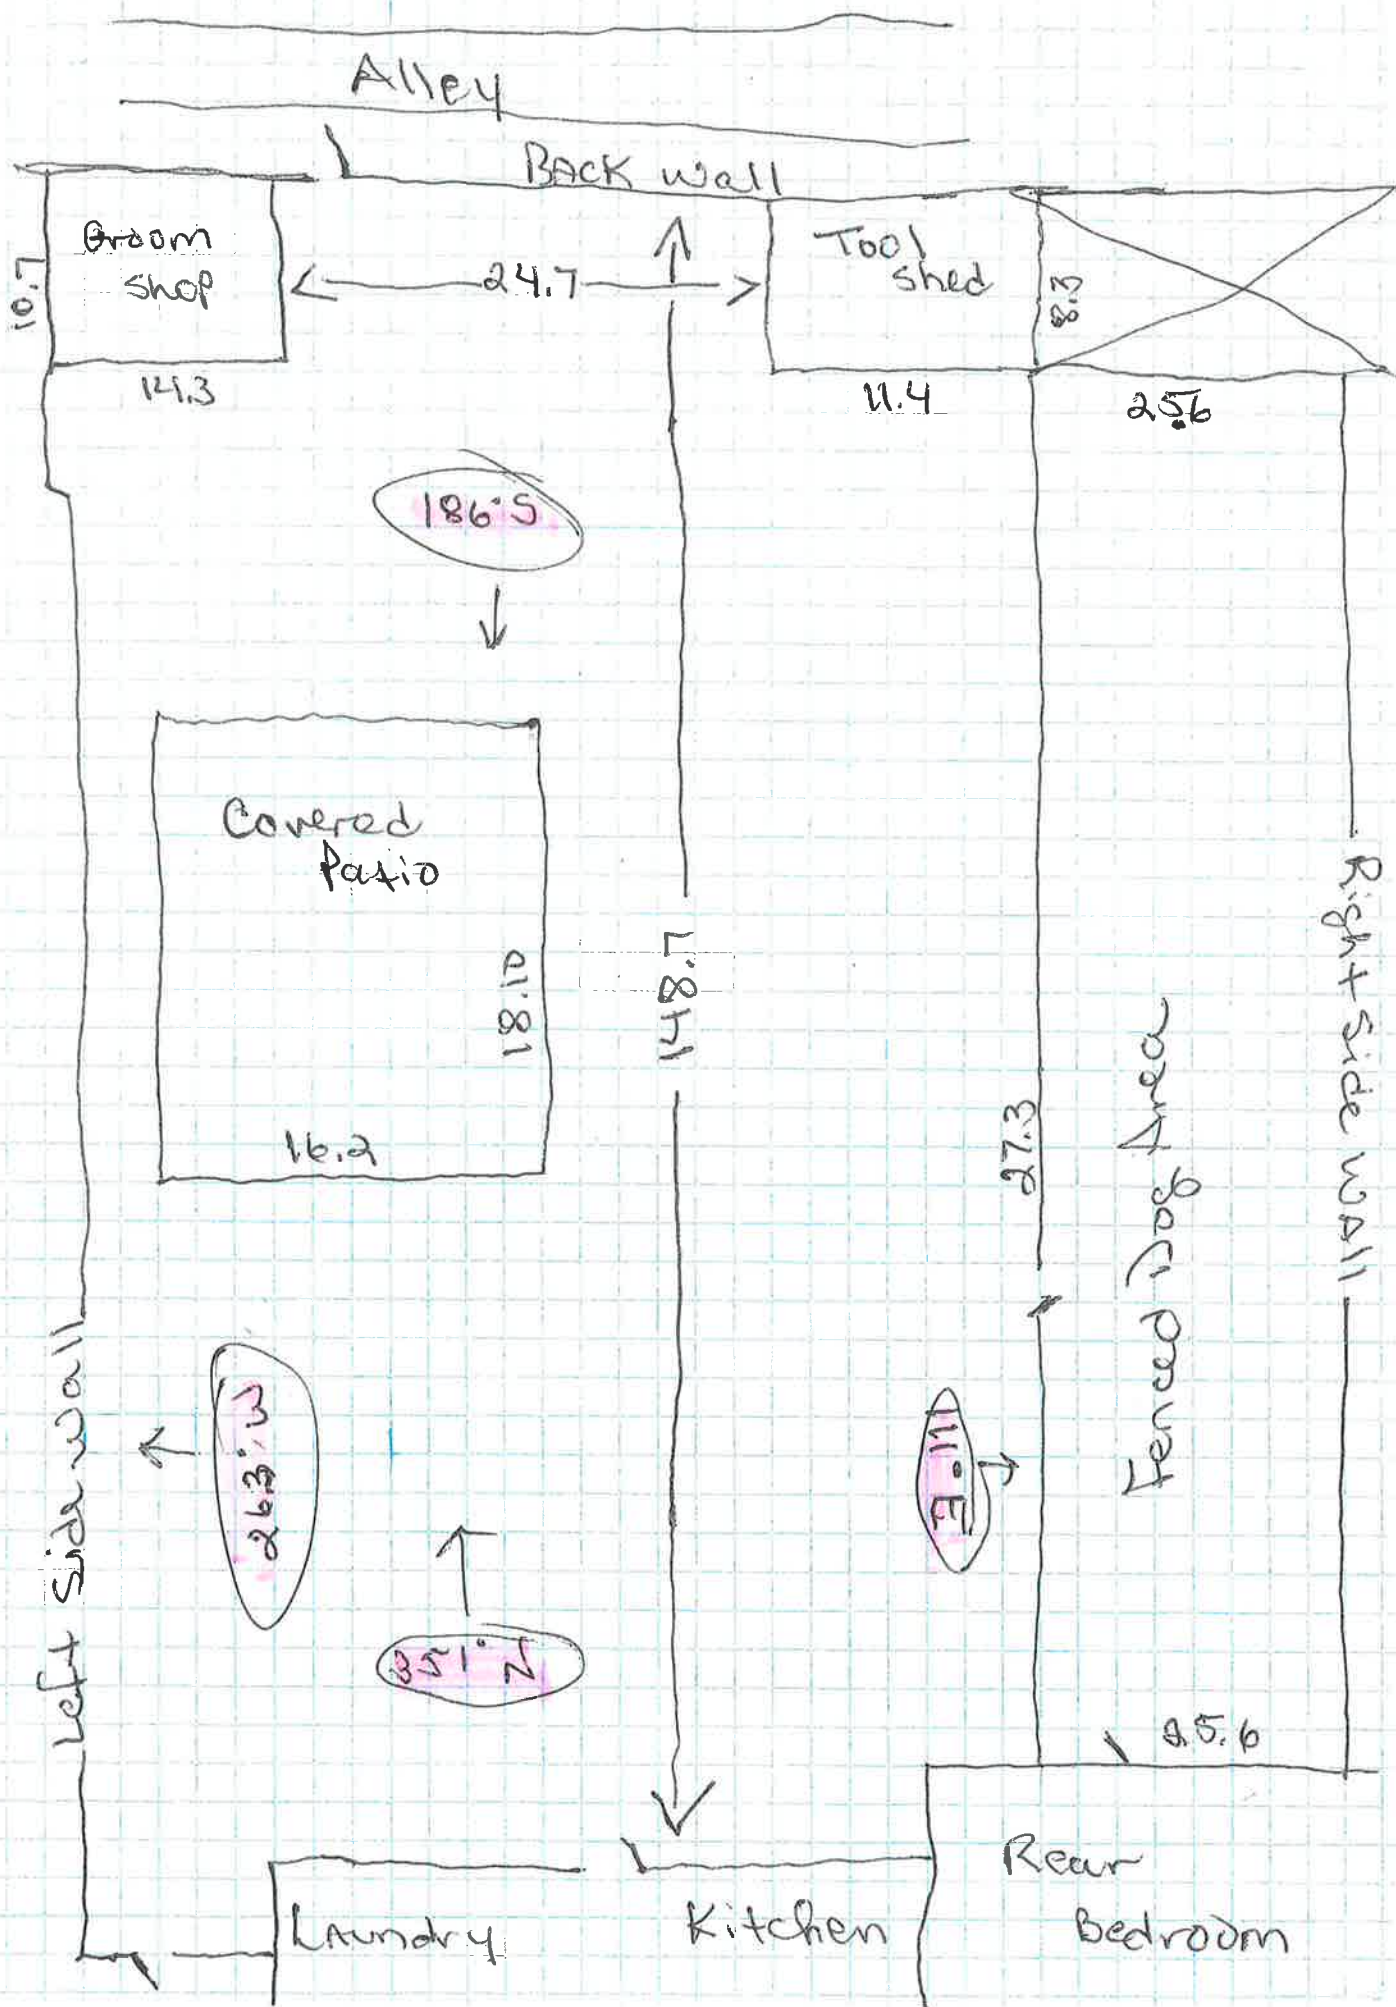 Alley
BACK Wall
Groom
shop
10.7
14.3
24.7
Tool
shed
8.3
11.4
25.6
186° S
Covered
Patio
18.10
16.2
148.7
27.3
Fenced Dog Area
Right Side WAll
Left Side wall
263° W
351° N
111° E
25.6
Laundry
Kitchen
Rear
Bedroom